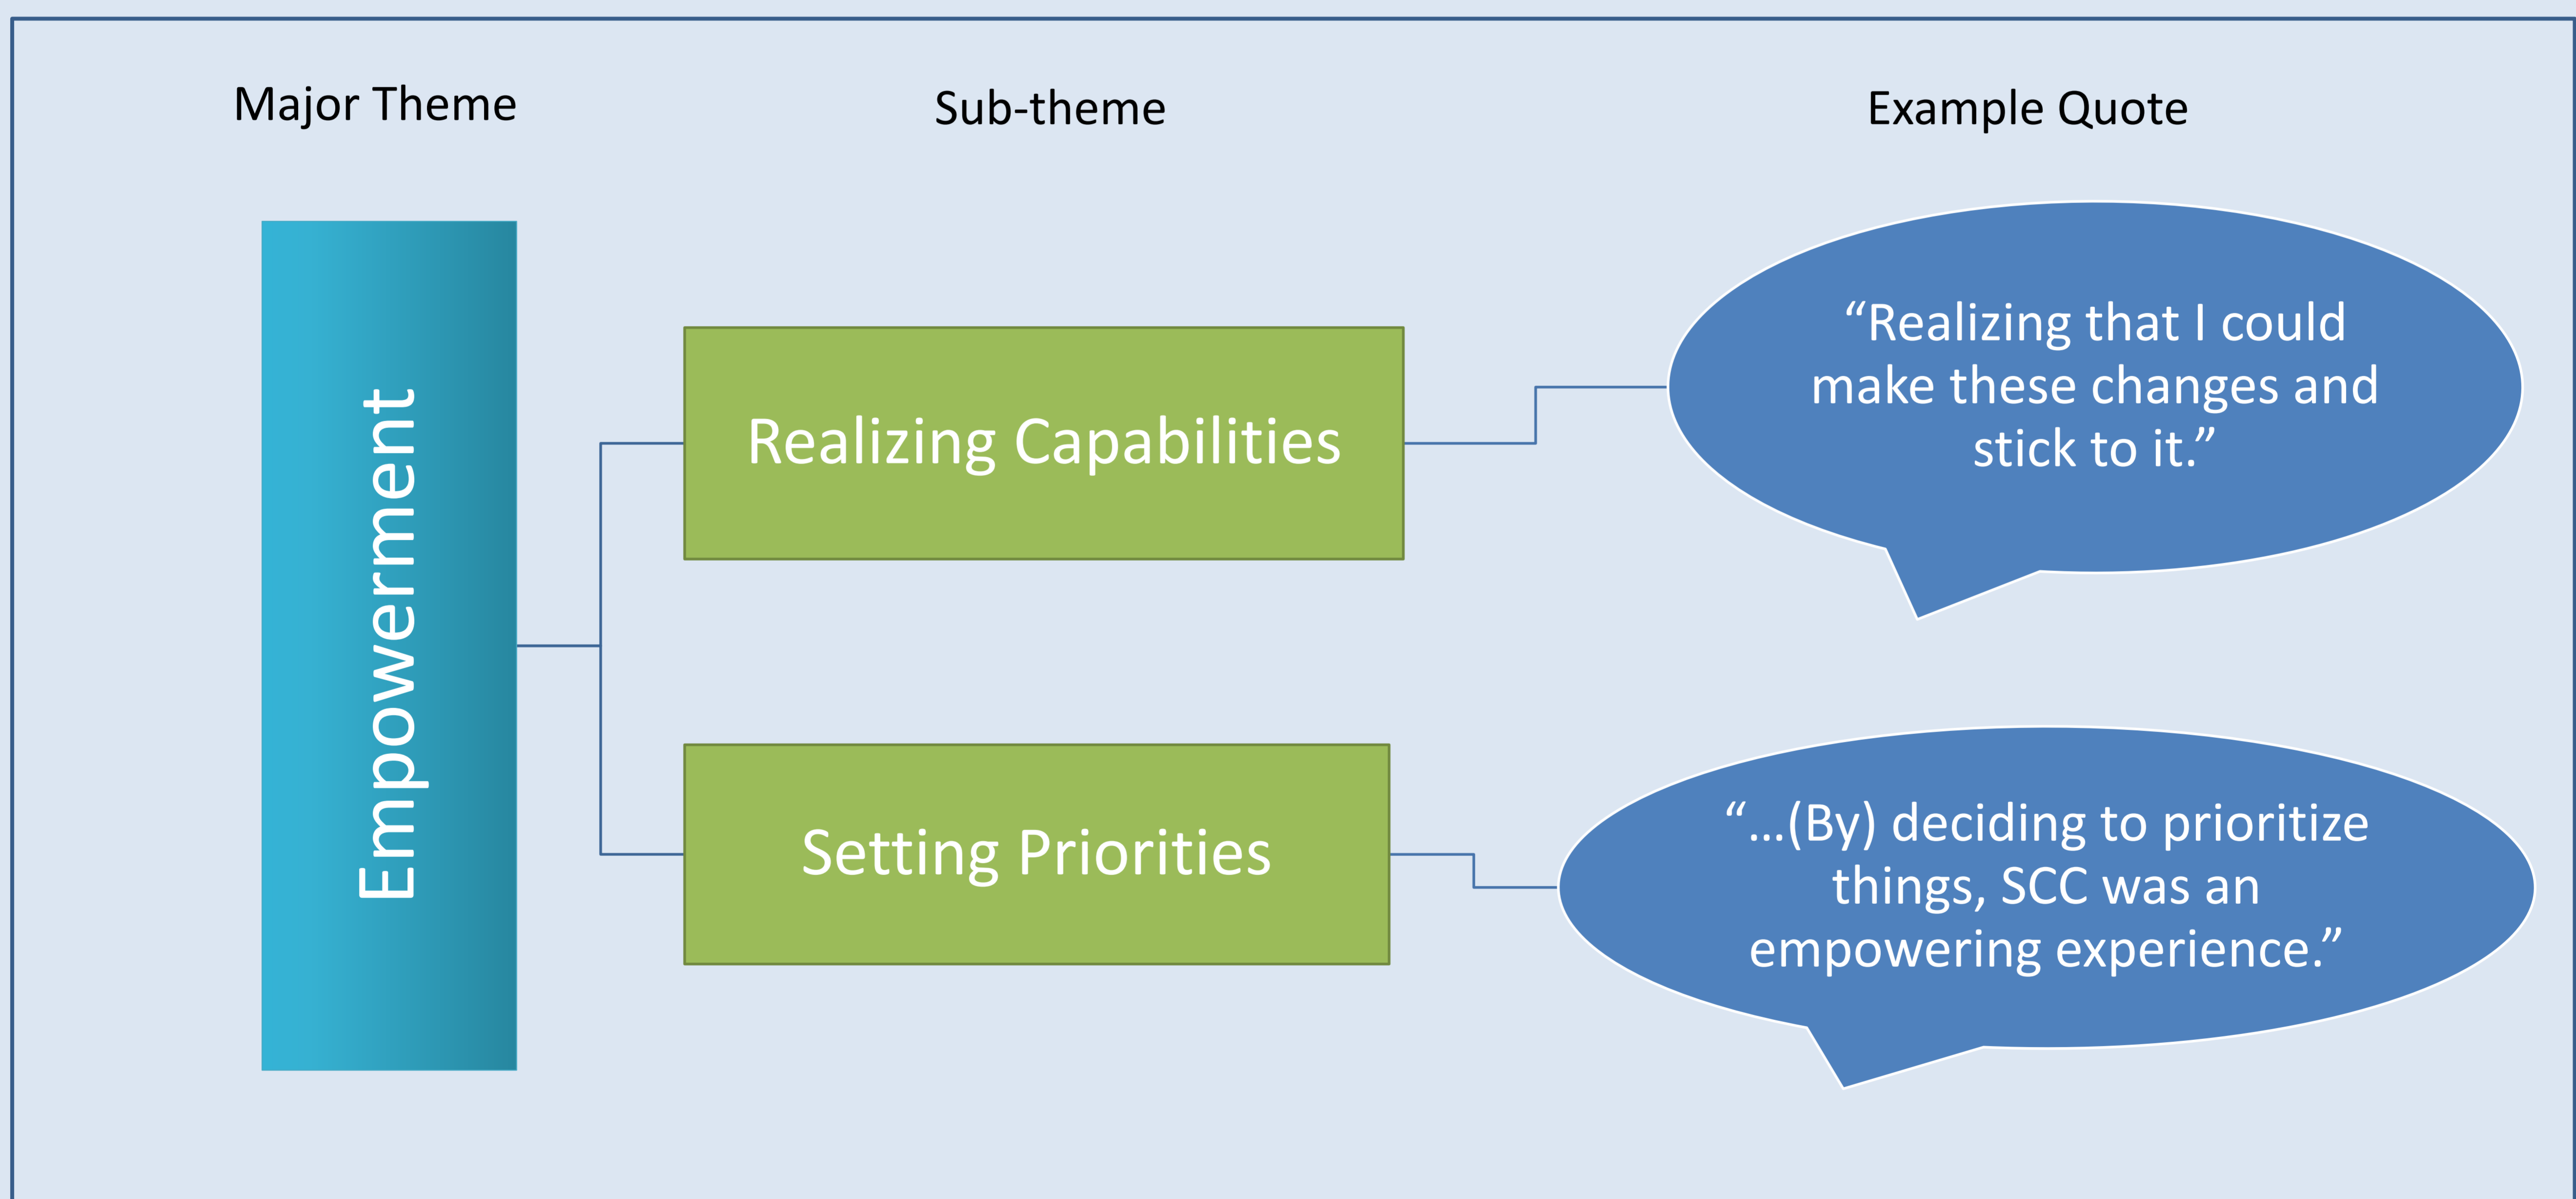 Major Theme
Sub-theme
Example Quote
Empowerment
Realizing Capabilities
“Realizing that I could
make these changes and
stick to it.”
Setting Priorities
“…(By) deciding to prioritize
things, SCC was an
empowering experience.”